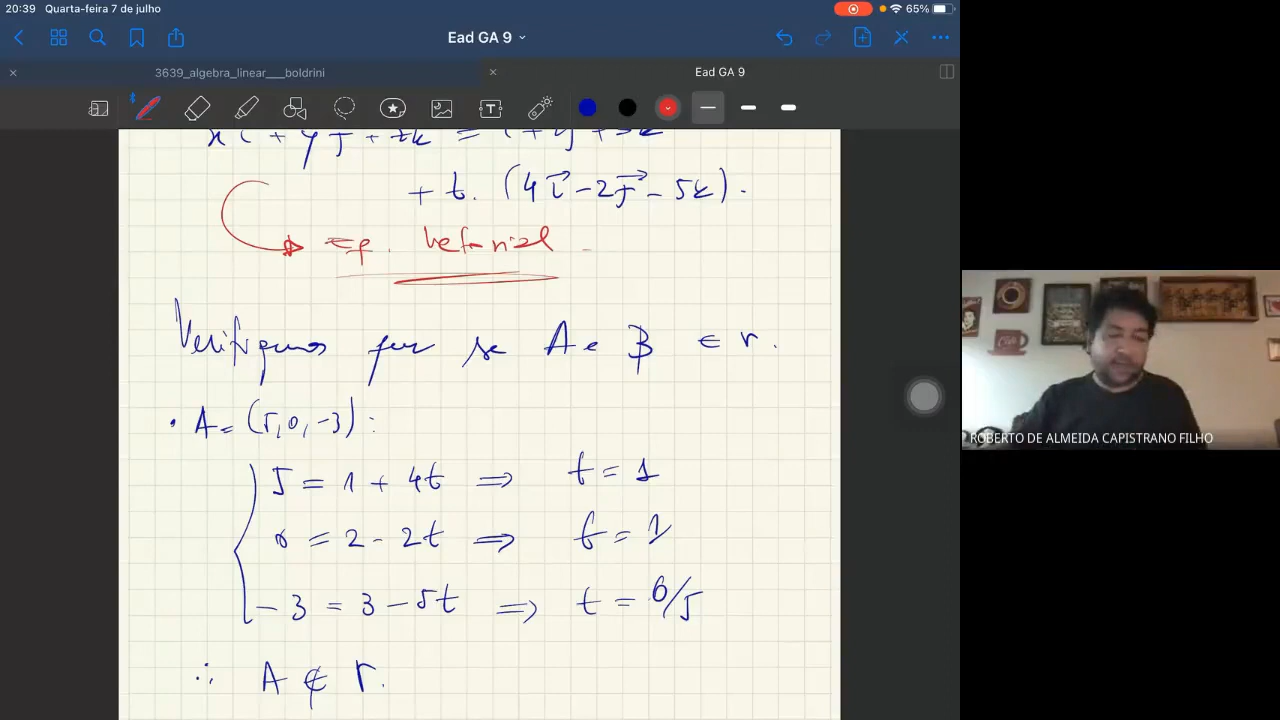 20:39 Quarta-feira 7 de julho
65%
Ead GA 9
3639_algebra_linear___boldrini
Ead GA 9
+ t. (4i⃗ - 2j⃗ - 5k).
Eq. Vetorial
Verifiquemos se A e B ∈ r.
• A = (5, 0, -3):
5 = 1 + 4t ⇒ t = 1
0 = 2 - 2t ⇒ t = 1
-3 = 3 - 5t ⇒ t = 6/5
∴ A ∉ r.
ROBERTO DE ALMEIDA CAPISTRANO FILHO